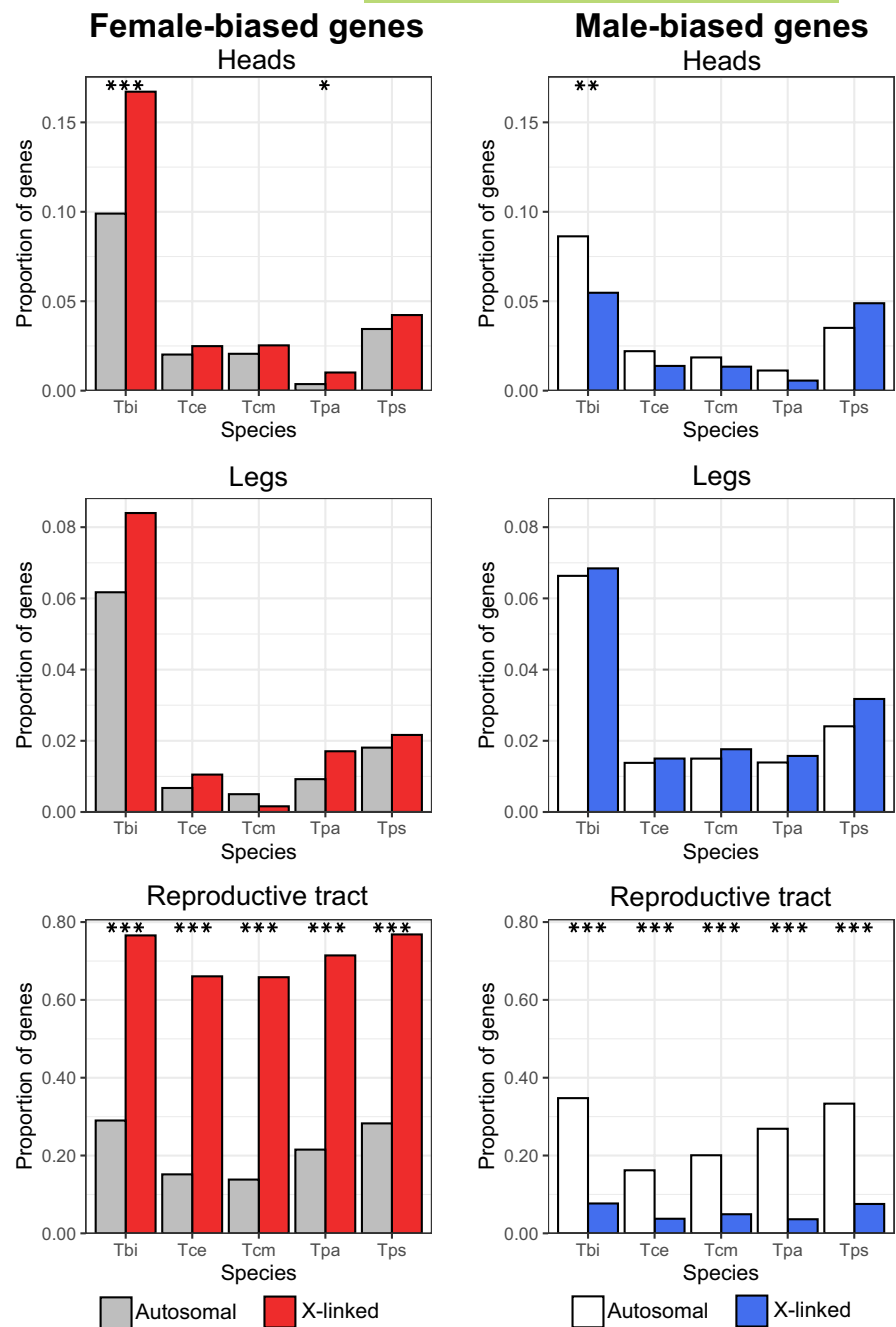 Female-biased genes Male-biased genes
Heads Heads
*** * **
Proportion of genes Proportion of genes
0.15 0.15
0.10 0.10
0.05 0.05
0.00 0.00
Tbi Tce Tcm Tpa Tps Tbi Tce Tcm Tpa Tps
Species Species
Legs Legs
Proportion of genes Proportion of genes
0.08 0.08
0.06 0.06
0.04 0.04
0.02 0.02
0.00 0.00
Tbi Tce Tcm Tpa Tps Tbi Tce Tcm Tpa Tps
Species Species
Reproductive tract Reproductive tract
*** *** *** *** *** *** *** *** *** ***
Proportion of genes Proportion of genes
0.80 0.80
0.60 0.60
0.40 0.40
0.20 0.20
0.00 0.00
Tbi Tce Tcm Tpa Tps Tbi Tce Tcm Tpa Tps
Species Species
Autosomal X-linked Autosomal X-linked